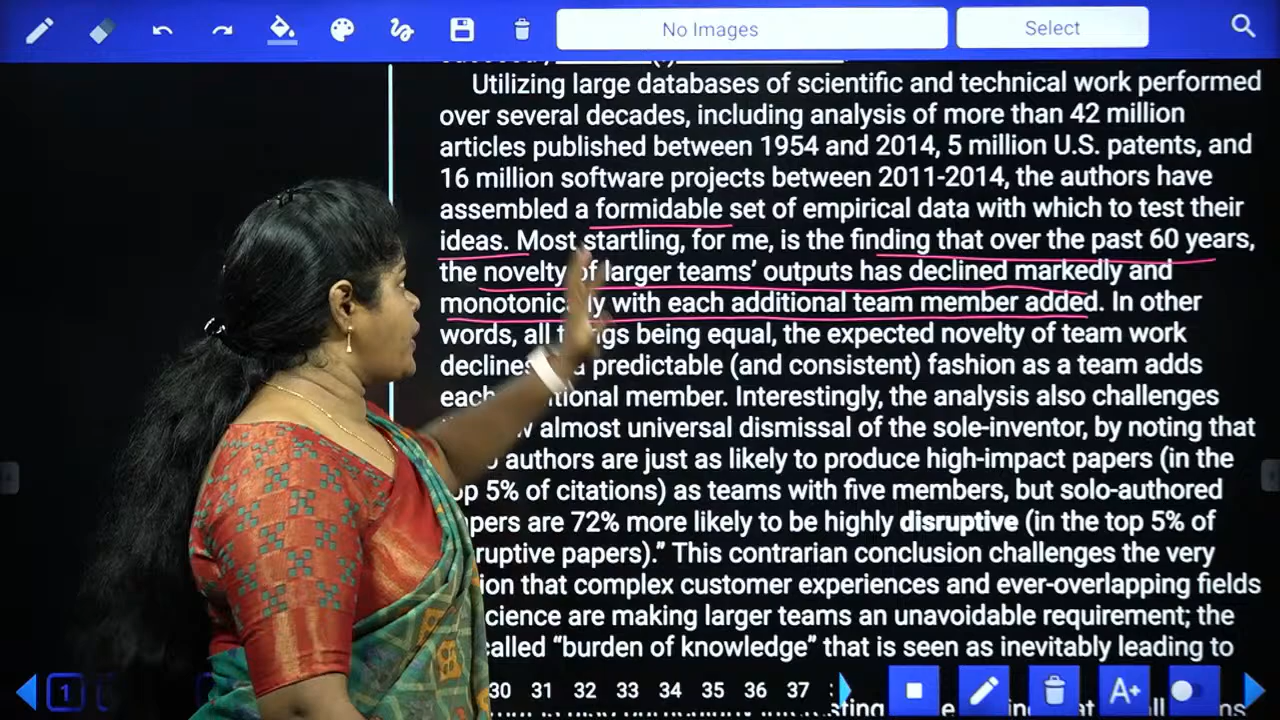 No Images
Select
Utilizing large databases of scientific and technical work performed
over several decades, including analysis of more than 42 million
articles published between 1954 and 2014, 5 million U.S. patents, and
16 million software projects between 2011-2014, the authors have
assembled a formidable set of empirical data with which to test their
ideas. Most startling, for me, is the finding that over the past 60 years,
the novelty of larger teams’ outputs has declined markedly and
monotonically with each additional team member added. In other
words, all things being equal, the expected novelty of team work
declines a predictable (and consistent) fashion as a team adds
each member. Interestingly, the analysis also challenges
almost universal dismissal of the sole-inventor, by noting that
authors are just as likely to produce high-impact papers (in the
top 5% of citations) as teams with five members, but solo-authored
papers are 72% more likely to be highly disruptive (in the top 5% of
disruptive papers).” This contrarian conclusion challenges the very
that complex customer experiences and ever-overlapping fields
science are making larger teams an unavoidable requirement; the
called “burden of knowledge” that is seen as inevitably leading to
1 30 31 32 33 34 35 36 37 A+